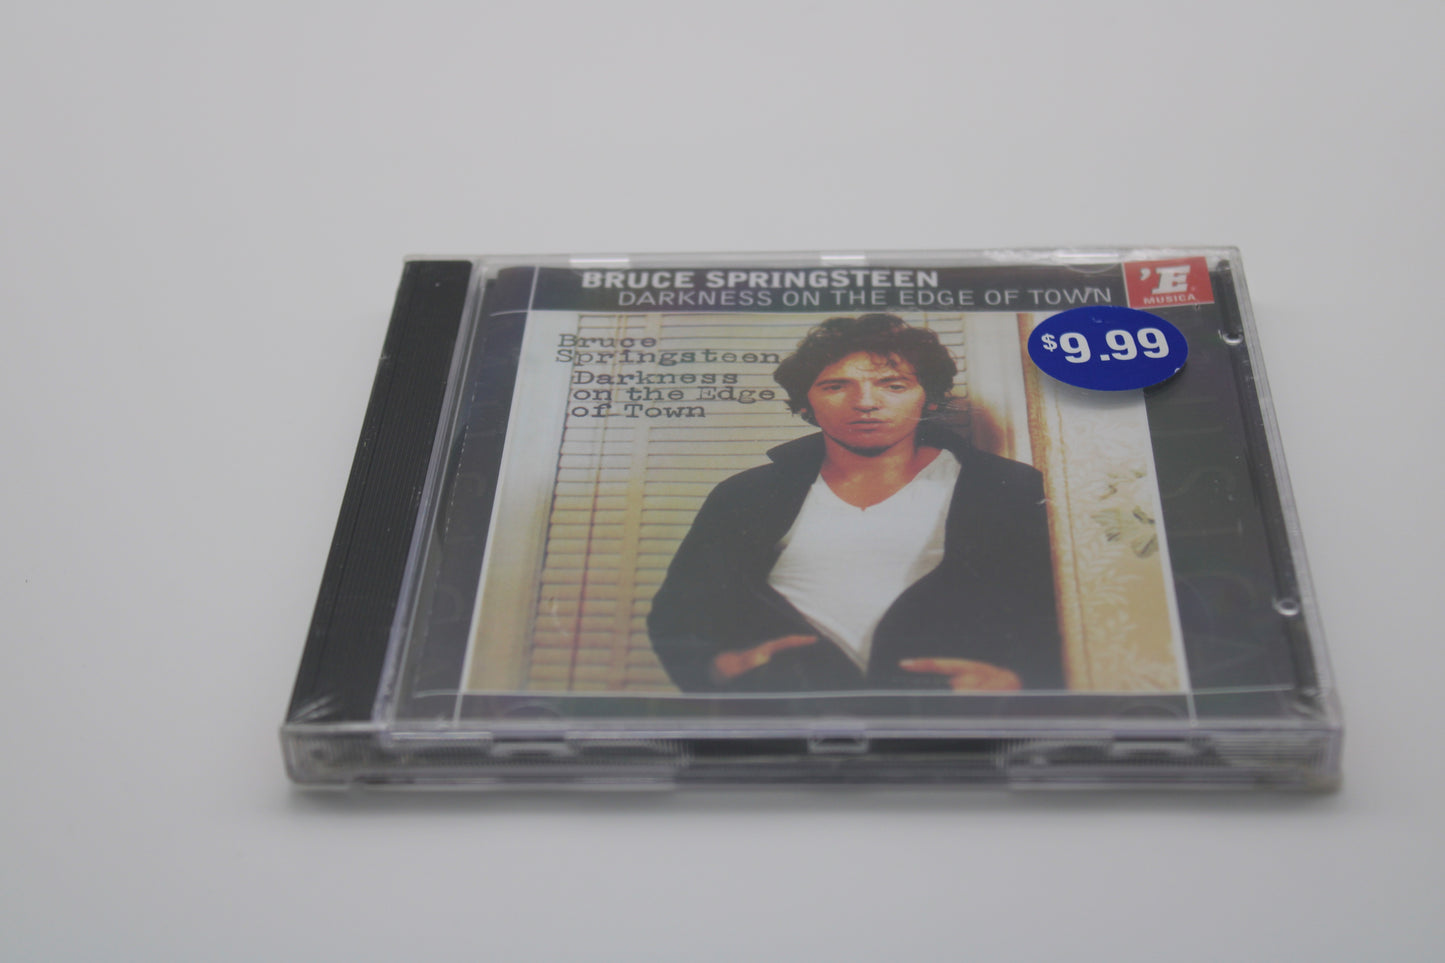 BRUCE SPRINGSTEEN
DARKNESS ON THE EDGE OF TOWN
'E
MUSICA
$9.99
Bruce
Springsteen
Darkness
on the Edge
of Town